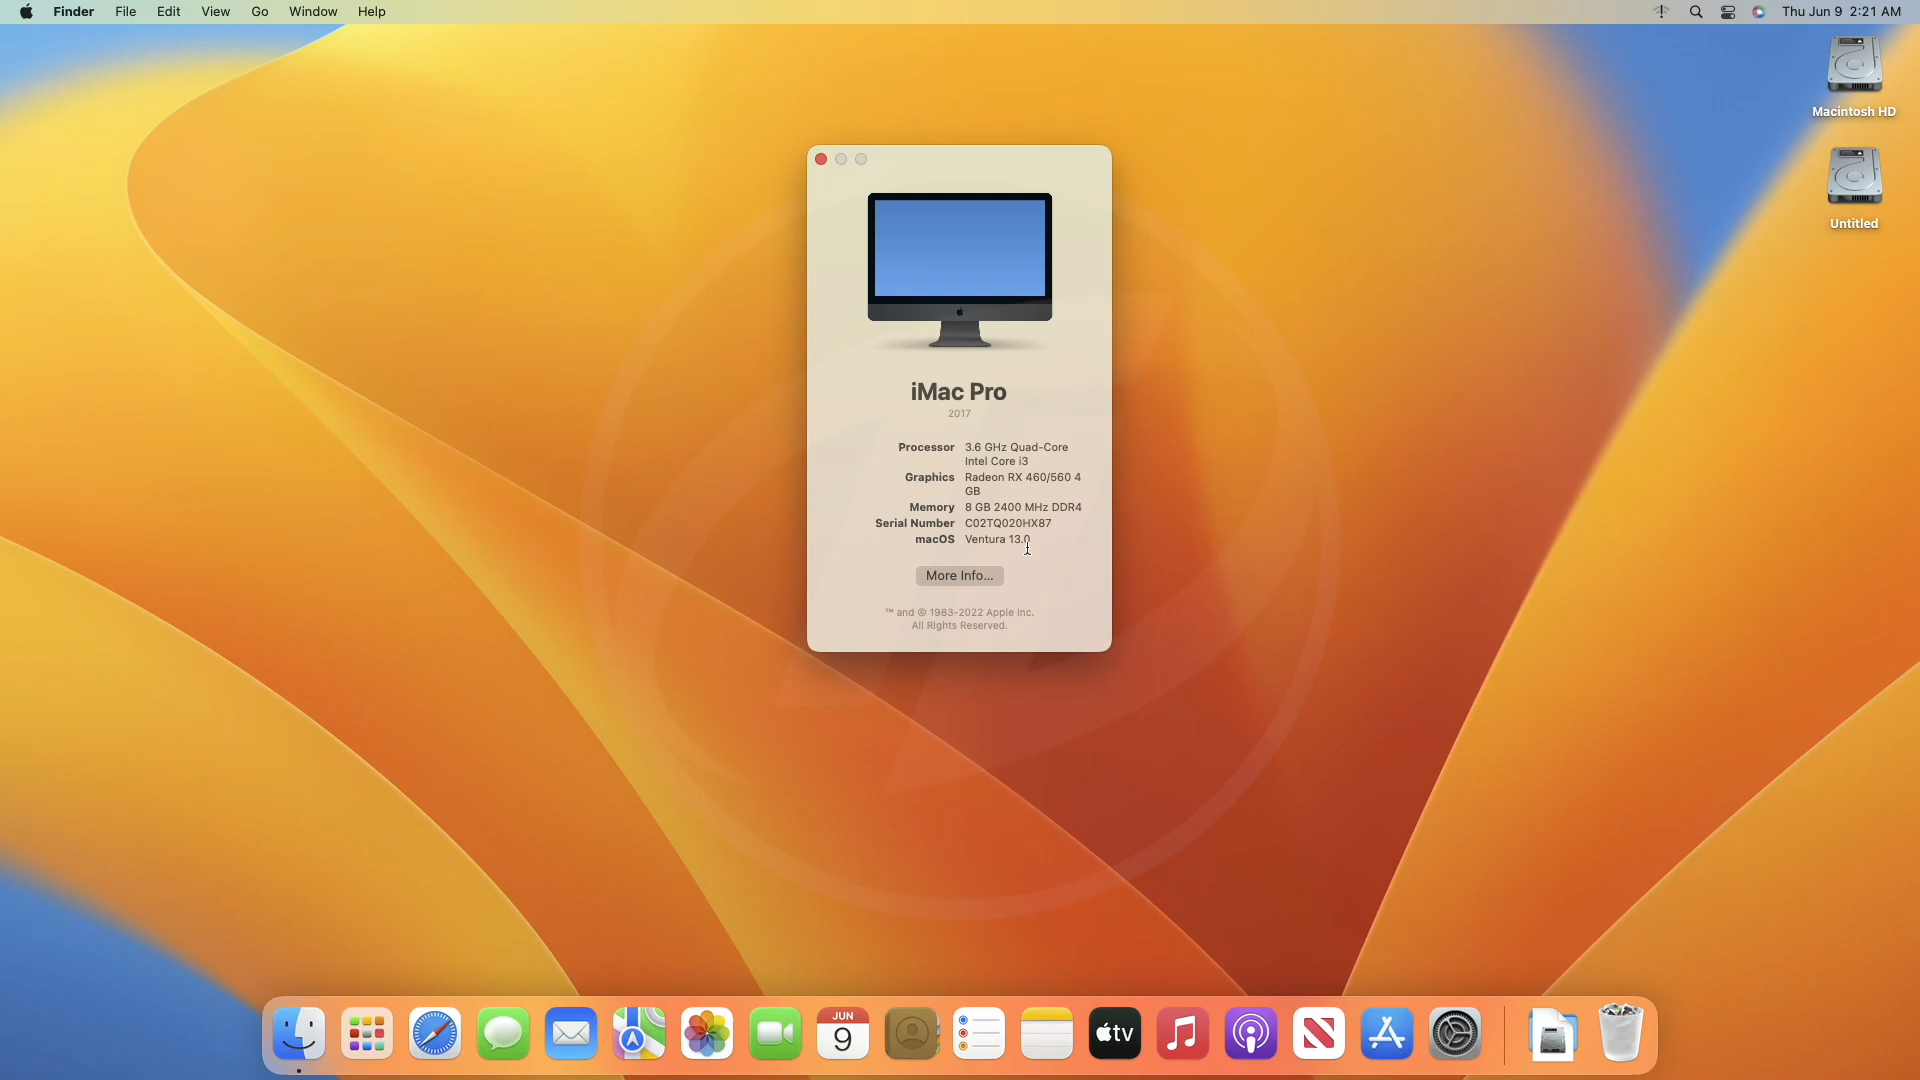 Finder File Edit View Go Window Help
Thu Jun 9 2:21 AM
Macintosh HD
Untitled
iMac Pro
2017
Processor 3.6 GHz Quad-Core
Intel Core i3
Graphics Radeon RX 460/560 4
GB
Memory 8 GB 2400 MHz DDR4
Serial Number C02TQ020HX87
macOS Ventura 13.0
More Info...
™ and © 1983-2022 Apple Inc.
All Rights Reserved.
JUN
9
tv